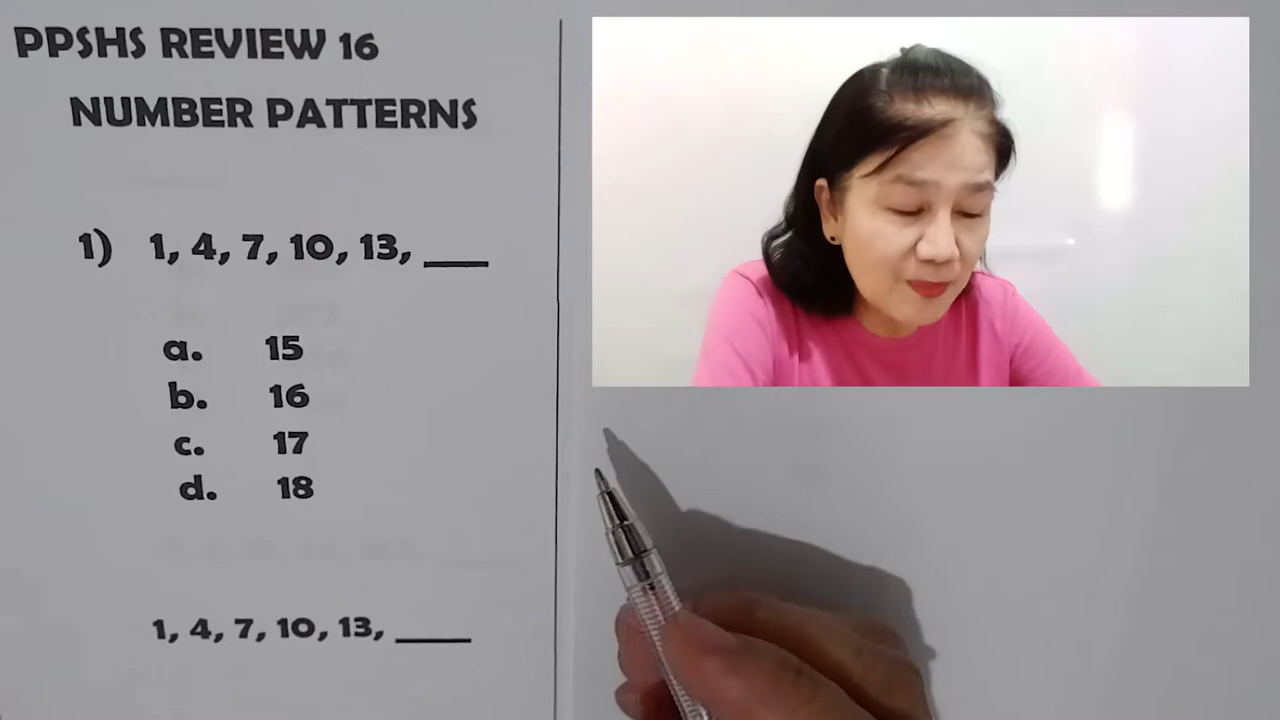 PPSHS REVIEW 16
NUMBER PATTERNS
1) 1, 4, 7, 10, 13, ___
a. 15
b. 16
c. 17
d. 18
1, 4, 7, 10, 13, ____